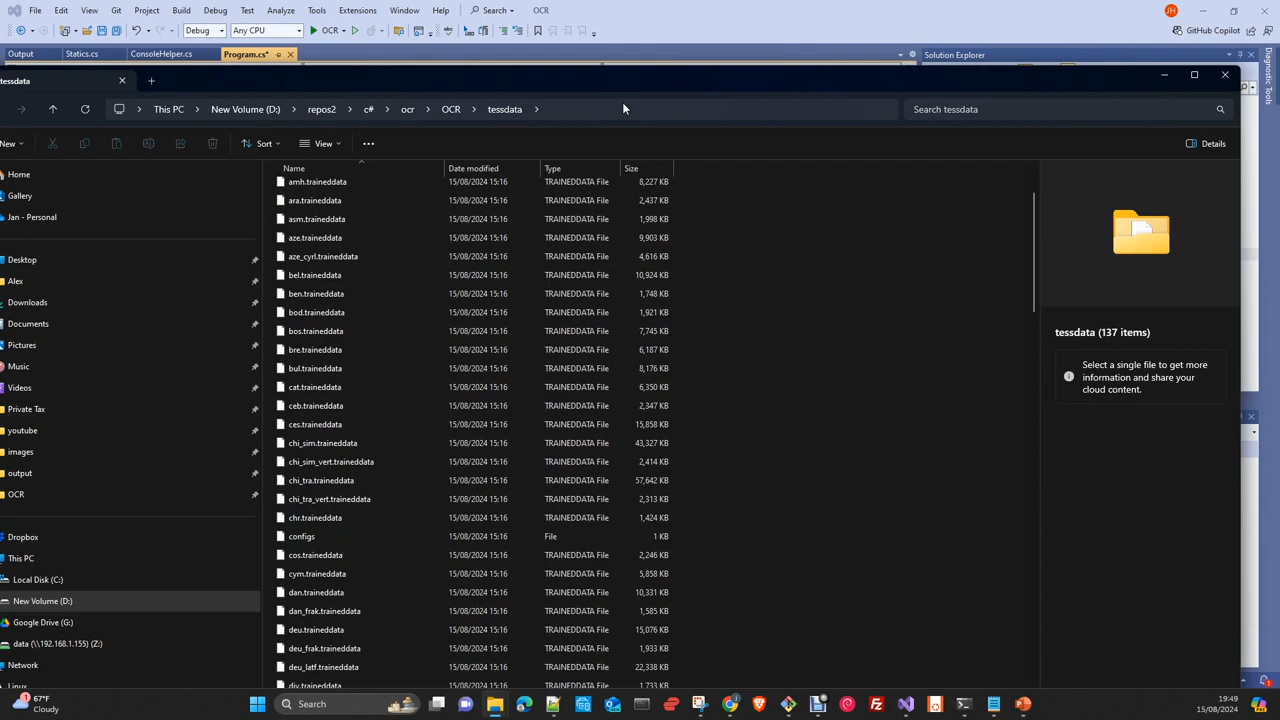 File Edit View Git Project Build Debug Test Analyze Tools Extensions Window Help Search OCR JH
Debug Any CPU OCR GitHub Copilot
Output Statics.cs ConsoleHelper.cs Program.cs* Solution Explorer
Diagnostic Tools
tessdata
This PC New Volume (D:) repos2 c# ocr OCR tessdata Search tessdata
New Sort View Details
Home
Gallery
Jan - Personal
Desktop
Alex
Downloads
Documents
Pictures
Music
Videos
Private Tax
youtube
images
output
OCR
Dropbox
This PC
Local Disk (C:)
New Volume (D:)
Google Drive (G:)
data (\\192.168.1.155) (Z:)
Network
Linux
Name Date modified Type Size
amh.traineddata 15/08/2024 15:16 TRAINEDDATA File 8,227 KB
ara.traineddata 15/08/2024 15:16 TRAINEDDATA File 2,437 KB
asm.traineddata 15/08/2024 15:16 TRAINEDDATA File 1,998 KB
aze.traineddata 15/08/2024 15:16 TRAINEDDATA File 9,903 KB
aze_cyrl.traineddata 15/08/2024 15:16 TRAINEDDATA File 4,616 KB
bel.traineddata 15/08/2024 15:16 TRAINEDDATA File 10,924 KB
ben.traineddata 15/08/2024 15:16 TRAINEDDATA File 1,748 KB
bod.traineddata 15/08/2024 15:16 TRAINEDDATA File 1,921 KB
bos.traineddata 15/08/2024 15:16 TRAINEDDATA File 7,745 KB
bre.traineddata 15/08/2024 15:16 TRAINEDDATA File 6,187 KB
bul.traineddata 15/08/2024 15:16 TRAINEDDATA File 8,176 KB
cat.traineddata 15/08/2024 15:16 TRAINEDDATA File 6,350 KB
ceb.traineddata 15/08/2024 15:16 TRAINEDDATA File 2,347 KB
ces.traineddata 15/08/2024 15:16 TRAINEDDATA File 15,858 KB
chi_sim.traineddata 15/08/2024 15:16 TRAINEDDATA File 43,327 KB
chi_sim_vert.traineddata 15/08/2024 15:16 TRAINEDDATA File 2,414 KB
chi_tra.traineddata 15/08/2024 15:16 TRAINEDDATA File 57,642 KB
chi_tra_vert.traineddata 15/08/2024 15:16 TRAINEDDATA File 2,313 KB
chr.traineddata 15/08/2024 15:16 TRAINEDDATA File 1,424 KB
configs 15/08/2024 15:16 File 1 KB
cos.traineddata 15/08/2024 15:16 TRAINEDDATA File 2,246 KB
cym.traineddata 15/08/2024 15:16 TRAINEDDATA File 5,858 KB
dan.traineddata 15/08/2024 15:16 TRAINEDDATA File 10,331 KB
dan_frak.traineddata 15/08/2024 15:16 TRAINEDDATA File 1,585 KB
deu.traineddata 15/08/2024 15:16 TRAINEDDATA File 15,076 KB
deu_frak.traineddata 15/08/2024 15:16 TRAINEDDATA File 1,933 KB
deu_latf.traineddata 15/08/2024 15:16 TRAINEDDATA File 22,338 KB
div.traineddata 15/08/2024 15:16 TRAINEDDATA File 1,733 KB
tessdata (137 items)
Select a single file to get more
information and share your
cloud content.
1 67°F
Cloudy
Search
19:49
15/08/2024